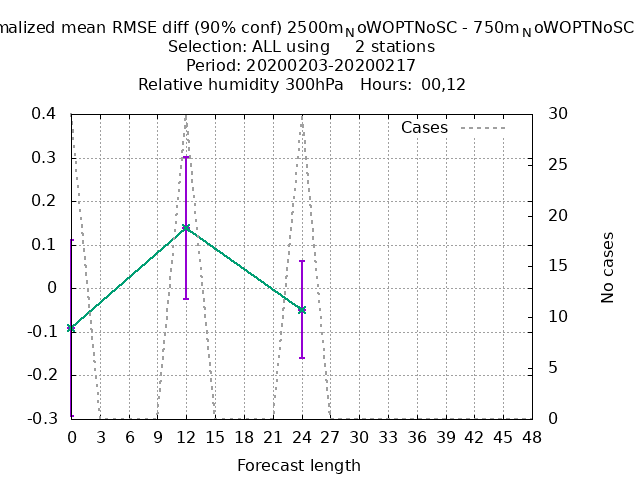 malized mean RMSE diff (90% conf) 2500mNoWOPTNoSC - 750mNoWOPTNoSC
Selection: ALL using 2 stations
Period: 20200203-20200217
Relative humidity 300hPa Hours: 00,12
Cases
0.4
0.3
0.2
0.1
0
-0.1
-0.2
-0.3
30
25
20
15
10
5
0
No cases
0 3 6 9 12 15 18 21 24 27 30 33 36 39 42 45 48
Forecast length